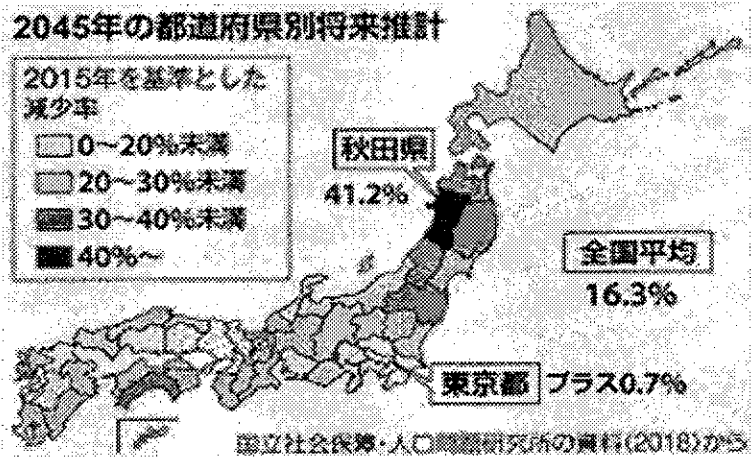 2045年の都道府県別将来推計
2015年を基準とした
減少率
0〜20%未満
20〜30%未満
30〜40%未満
40%〜
秋田県
41.2%
全国平均
16.3%
東京都 プラス0.7%
国立社会保障・人口問題研究所の資料(2018)から